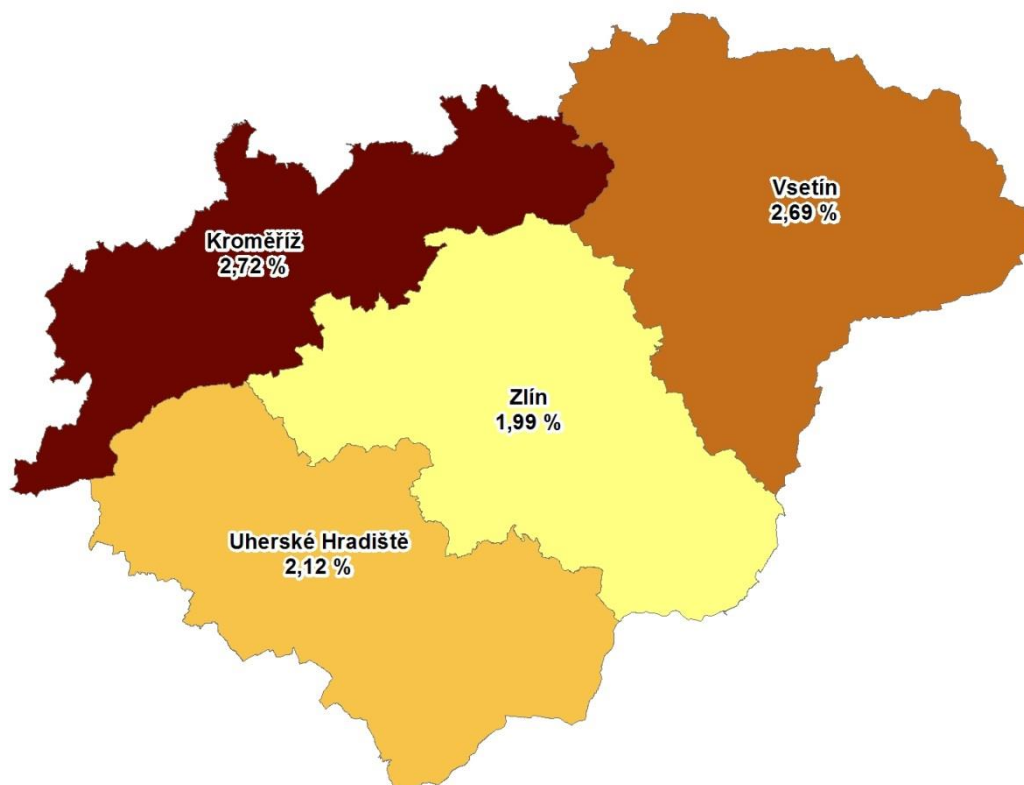 Vsetín
2,69 %
Kroměříž
2,72 %
Zlín
1,99 %
Uherské Hradiště
2,12 %